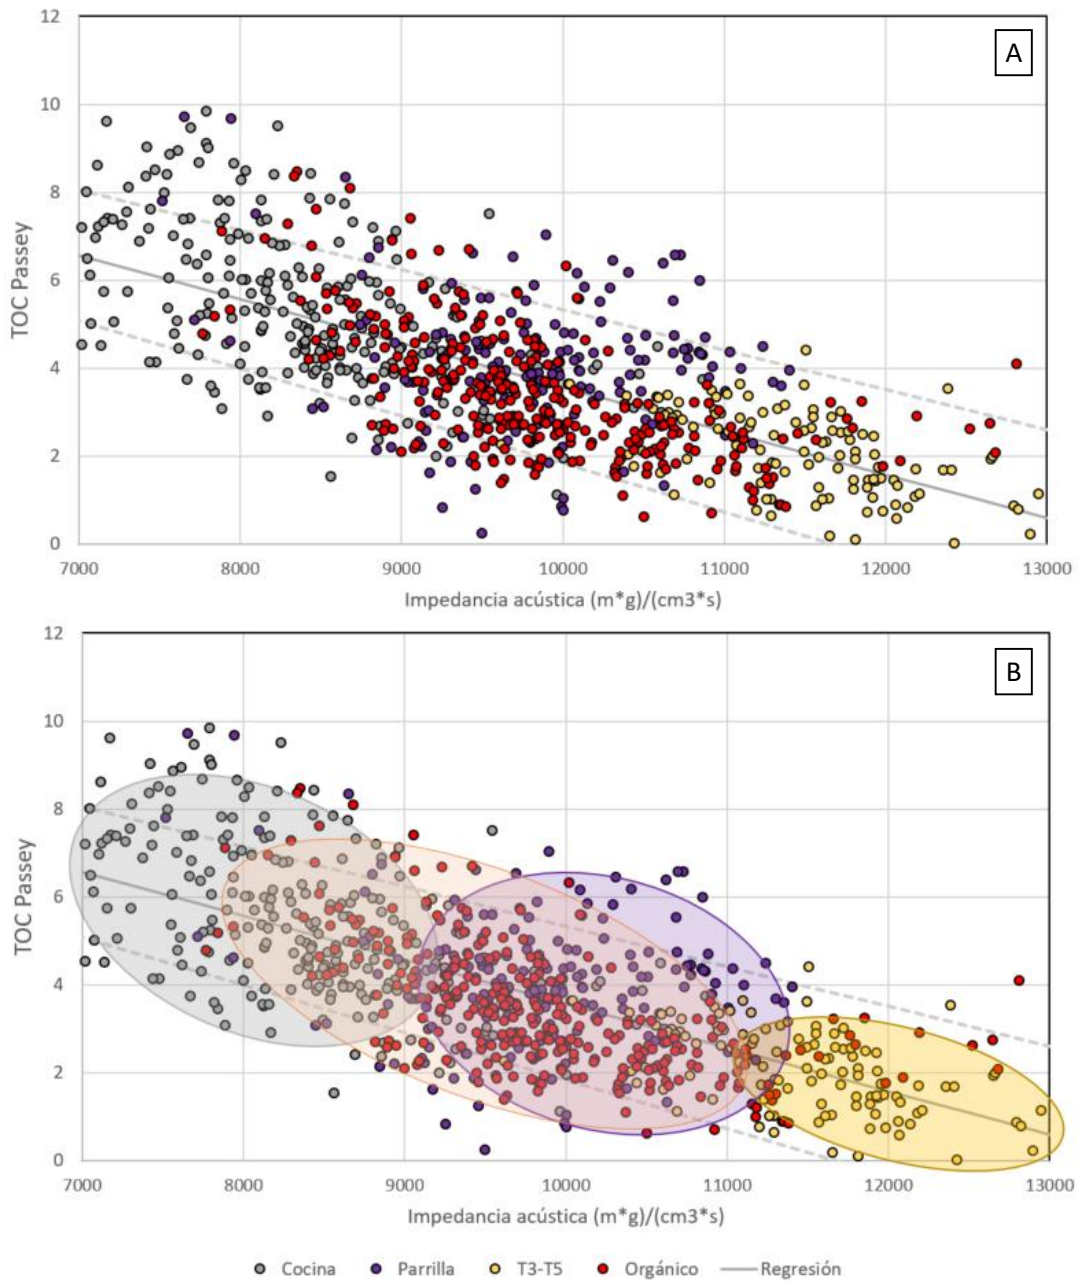 A
12
10
8
6
4
2
0
TOC Passey
7000 8000 9000 10000 11000 12000 13000
Impedancia acústica (m*g)/(cm3*s)
B
12
10
8
6
4
2
0
TOC Passey
7000 8000 9000 10000 11000 12000 13000
Impedancia acústica (m*g)/(cm3*s)
Cocina Parrilla T3-T5 Orgánico Regresión